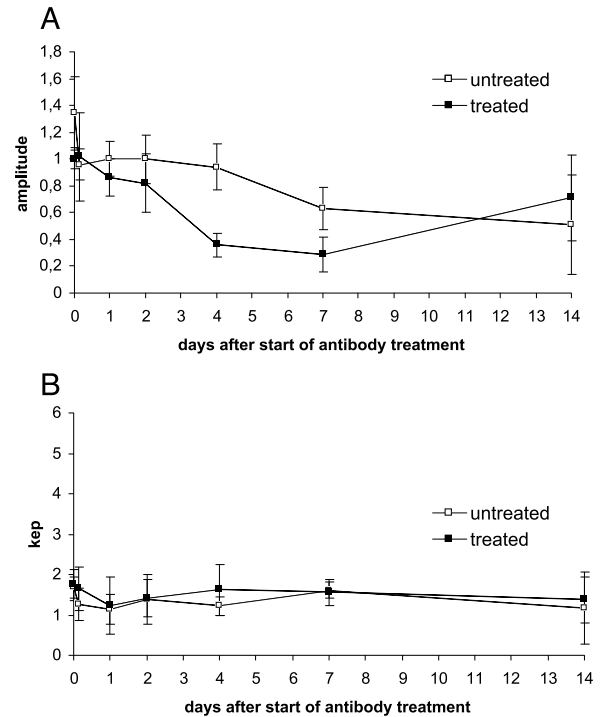 A
1,8
1,6
1,4
1,2
1
0,8
0,6
0,4
0,2
0
amplitude
untreated
treated
0 1 2 3 4 5 6 7 8 9 10 11 12 13 14
days after start of antibody treatment
B
6
5
4
3
2
1
0
kep
untreated
treated
0 1 2 3 4 5 6 7 8 9 10 11 12 13 14
days after start of antibody treatment